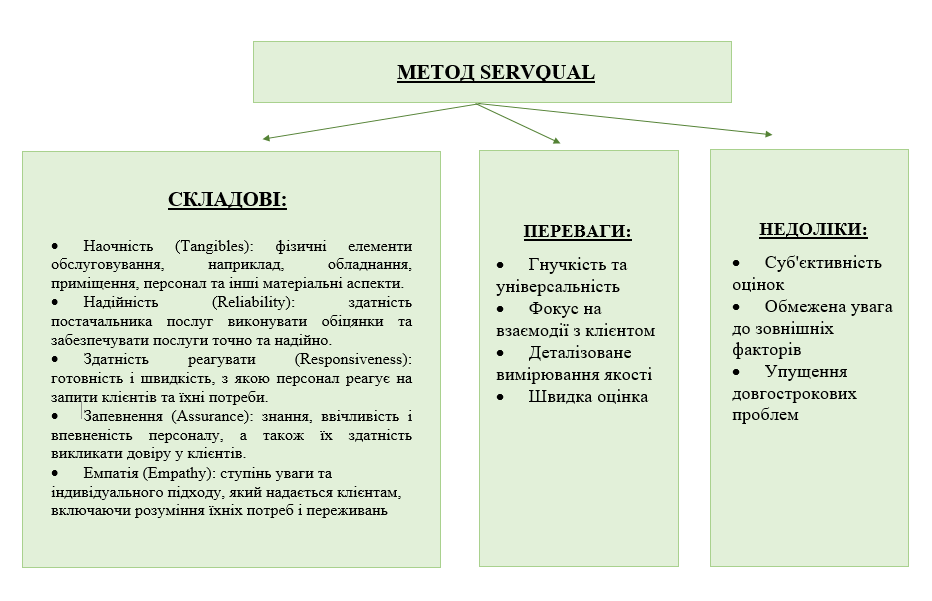 МЕТОД SERVQUAL
СКЛАДОВІ:
• Наочність (Tangibles): фізичні елементи
обслуговування, наприклад, обладнання,
приміщення, персонал та інші матеріальні аспекти.
• Надійність (Reliability): здатність
постачальника послуг виконувати обіцянки та
забезпечувати послуги точно та надійно.
• Здатність реагувати (Responsiveness):
готовність і швидкість, з якою персонал реагує на
запити клієнтів та їхні потреби.
• Запевнення (Assurance): знання, ввічливість і
впевненість персоналу, а також їх здатність
викликати довіру у клієнтів.
• Емпатія (Empathy): ступінь уваги та
індивідуального підходу, який надається клієнтам,
включаючи розуміння їхніх потреб і переживань
ПЕРЕВАГИ:
• Гнучкість та
універсальність
• Фокус на
взаємодії з клієнтом
• Деталізоване
вимірювання якості
• Швидка оцінка
НЕДОЛІКИ:
• Суб'єктивність
оцінок
• Обмежена увага
до зовнішніх
факторів
• Упущення
довгострокових
проблем